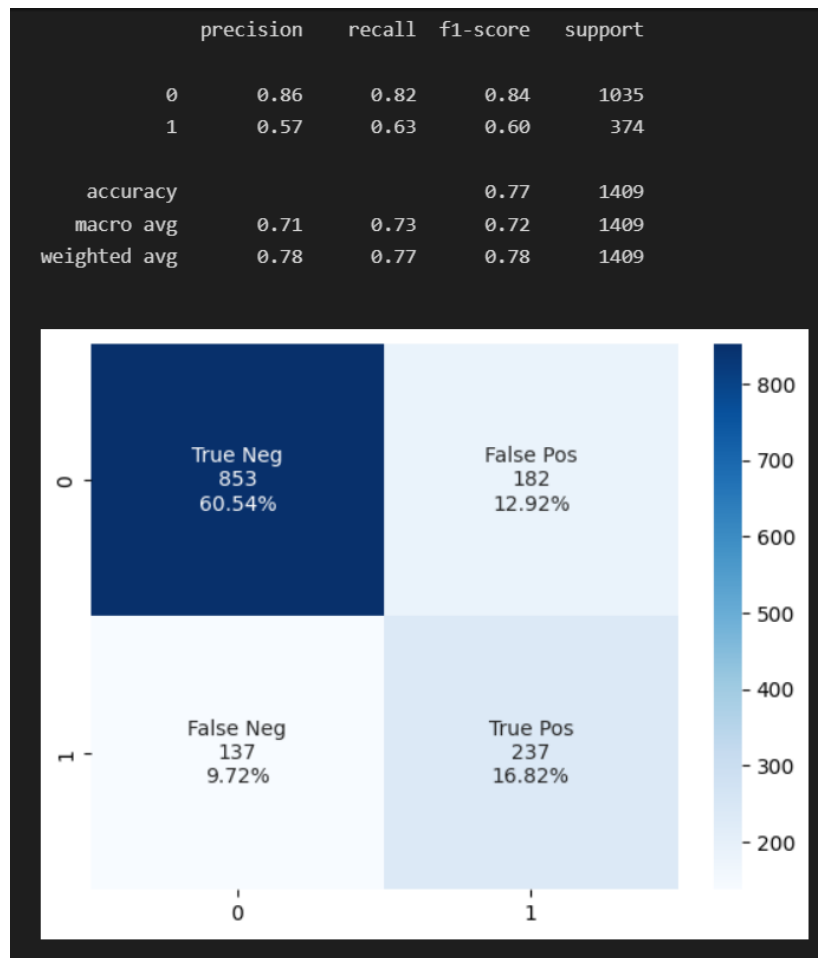 precision recall f1-score support
0 0.86 0.82 0.84 1035
1 0.57 0.63 0.60 374
accuracy 0.77 1409
macro avg 0.71 0.73 0.72 1409
weighted avg 0.78 0.77 0.78 1409
0
True Neg
853
60.54%
False Pos
182
12.92%
1
False Neg
137
9.72%
True Pos
237
16.82%
0 1
800
700
600
500
400
300
200